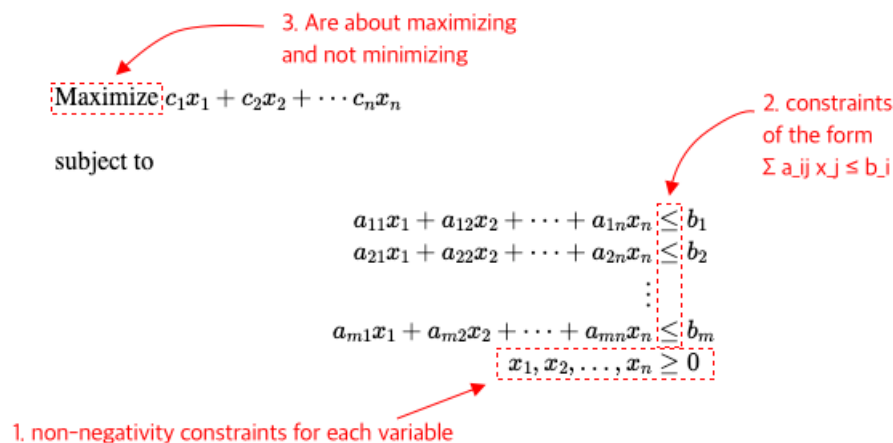 3. Are about maximizing
and not minimizing
Maximize c₁x₁ + c₂x₂ + ⋯ cₙxₙ
2. constraints
of the form
Σ a_ij x_j ≤ b_i
subject to
a₁₁x₁ + a₁₂x₂ + ⋯ + a₁ₙxₙ ≤ b₁
a₂₁x₁ + a₂₂x₂ + ⋯ + a₂ₙxₙ ≤ b₂
⋮
aₘ₁x₁ + aₘ₂x₂ + ⋯ + aₘₙxₙ ≤ bₘ
x₁, x₂, …, xₙ ≥ 0
1. non-negativity constraints for each variable